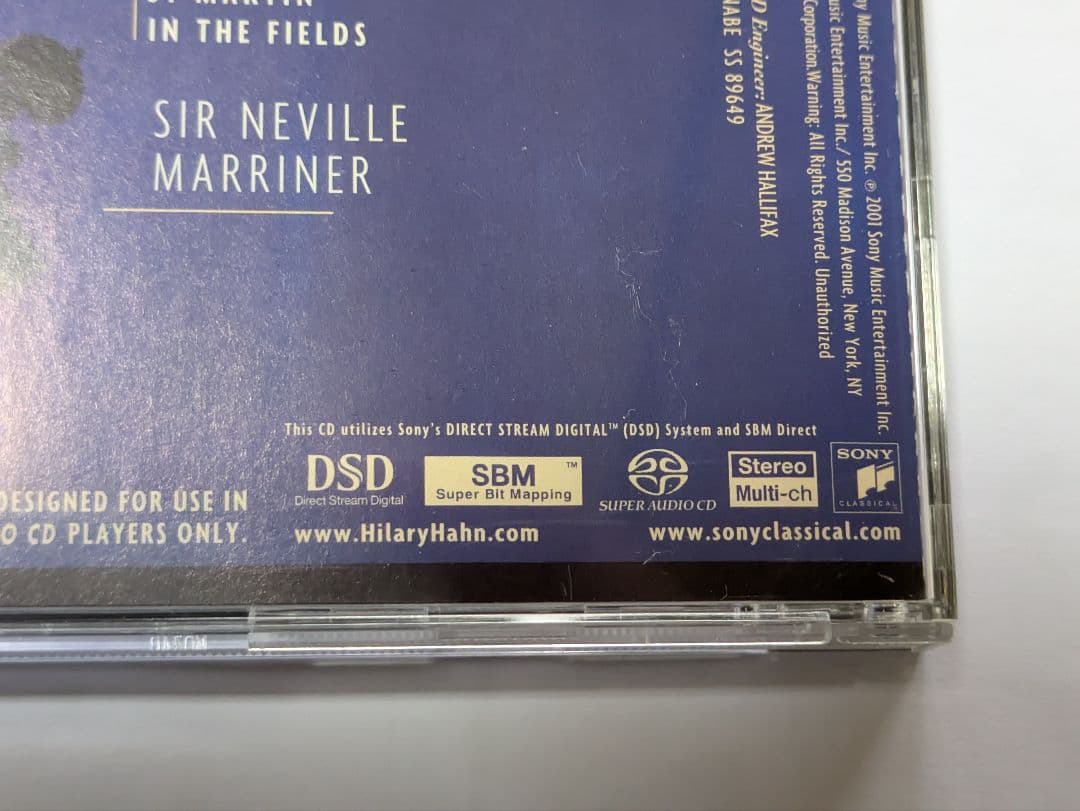 IN THE FIELDS
SIR NEVILLE
MARRINER
Engineer: ANDREW HALLIFAX
SS 89649
Music Entertainment Inc. ℗ 2001 Sony Music Entertainment Inc.
Entertainment Inc./ 550 Madison Avenue, New York, NY
Corporation. Warning: All Rights Reserved. Unauthorized
This CD utilizes Sony's DIRECT STREAM DIGITAL™ (DSD) System and SBM Direct
DSD
Direct Stream Digital
SBM™
Super Bit Mapping
SUPER AUDIO CD
Stereo
Multi-ch
SONY
CLASSICAL
DESIGNED FOR USE IN
CD PLAYERS ONLY.
www.HilaryHahn.com
www.sonyclassical.com